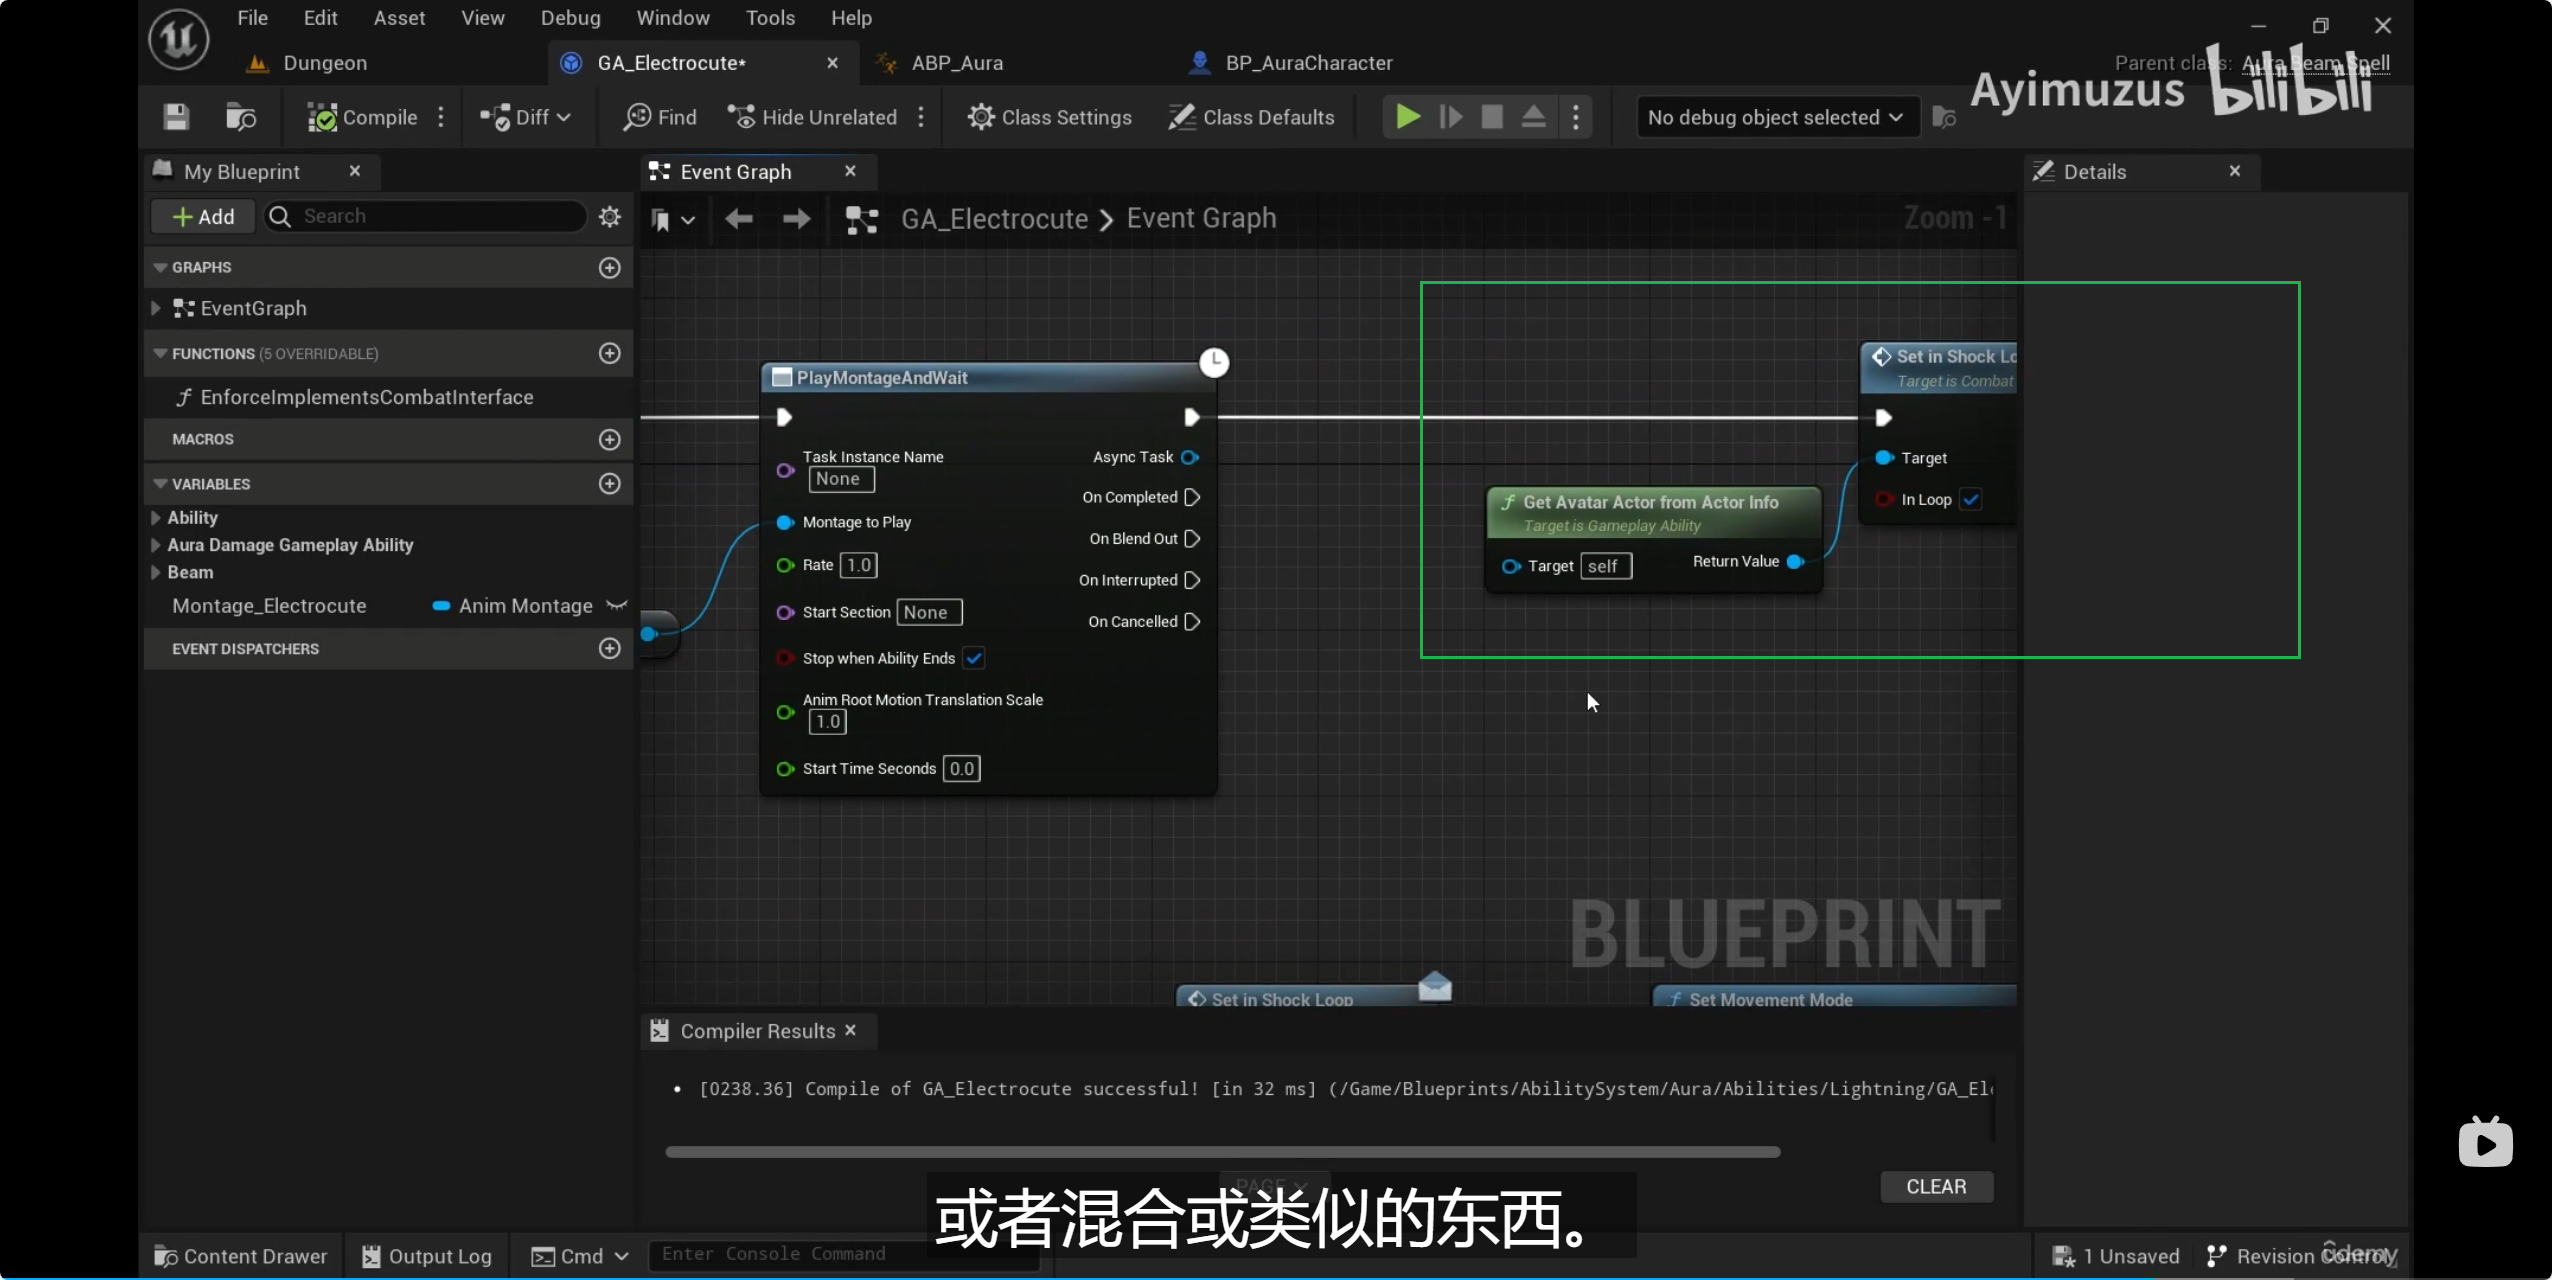 File Edit Asset View Debug Window Tools Help
Dungeon GA_Electrocute* ABP_Aura BP_AuraCharacter Parent class: Aura Beam Spell
Ayimuzus bilibili
Compile Diff Find Hide Unrelated Class Settings Class Defaults No debug object selected
My Blueprint Event Graph Details
Add Search GA_Electrocute Event Graph Zoom -1
GRAPHS
EventGraph
FUNCTIONS (5 OVERRIDABLE)
EnforceImplementsCombatInterface
MACROS
VARIABLES
Ability
Aura Damage Gameplay Ability
Beam
Montage_Electrocute Anim Montage
EVENT DISPATCHERS
PlayMontageAndWait
Task Instance Name
None
Montage to Play
Rate 1.0
Start Section None
Stop when Ability Ends
Anim Root Motion Translation Scale
1.0
Start Time Seconds 0.0
Async Task
On Completed
On Blend Out
On Interrupted
On Cancelled
Get Avatar Actor from Actor Info
Target is Gameplay Ability
Target self Return Value
Set in Shock Lo
Target is Combat
Target
In Loop
BLUEPRINT
Set in Shock Loop Set Movement Mode
Compiler Results
• [0238.36] Compile of GA_Electrocute successful! [in 32 ms] (/Game/Blueprints/AbilitySystem/Aura/Abilities/Lightning/GA_El
PAGE
CLEAR
或者混合或类似的东西。
Content Drawer Output Log Cmd Enter Console Command 1 Unsaved Revision Control
ûdemy